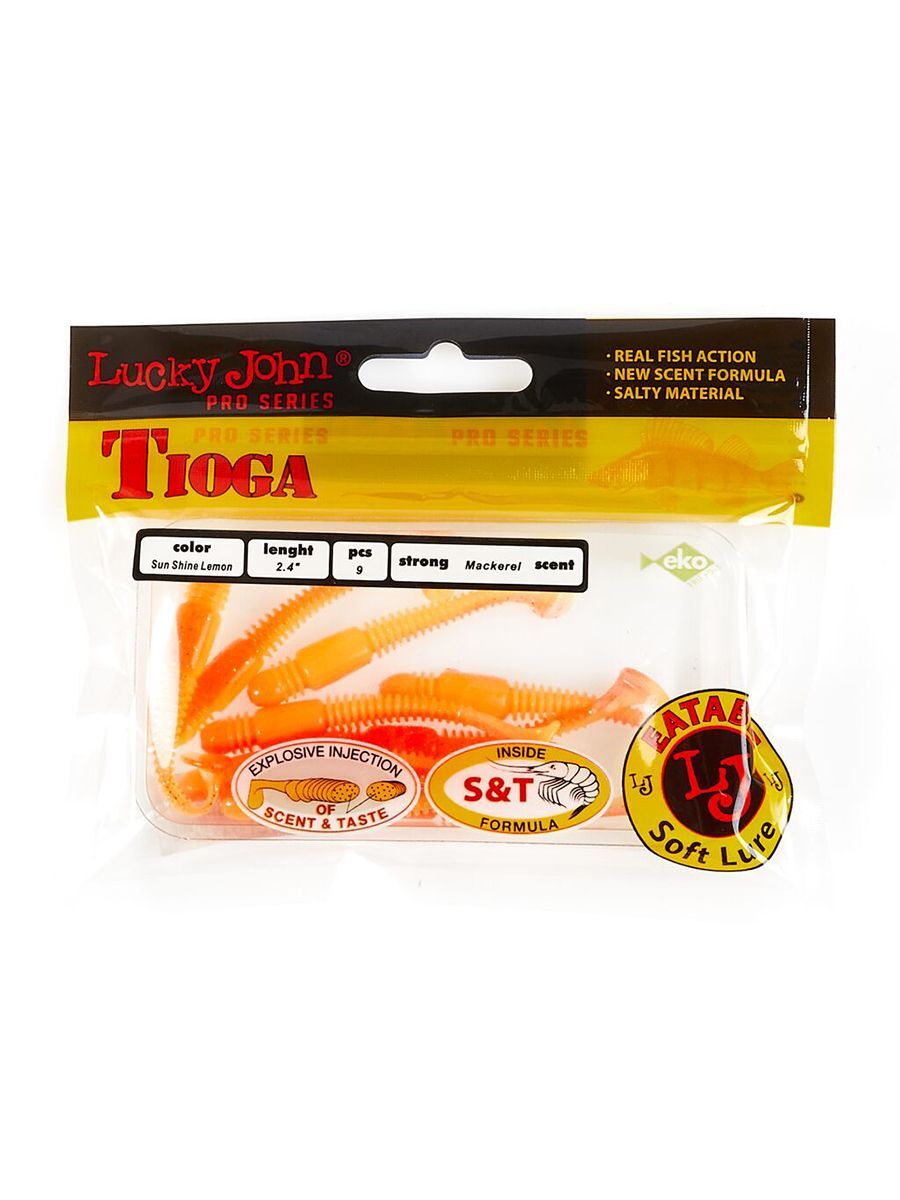 Lucky John®
PRO SERIES
• REAL FISH ACTION
• NEW SCENT FORMULA
• SALTY MATERIAL
PRO SERIES
PRO SERIES
TIOGA
color
Sun Shine Lemon
lenght
2.4"
pcs
9
strong Mackerel scent
eko
EXPLOSIVE INJECTION
OF
SCENT & TASTE
INSIDE
S&T
FORMULA
LJ
LJ
LJ
Soft Lure